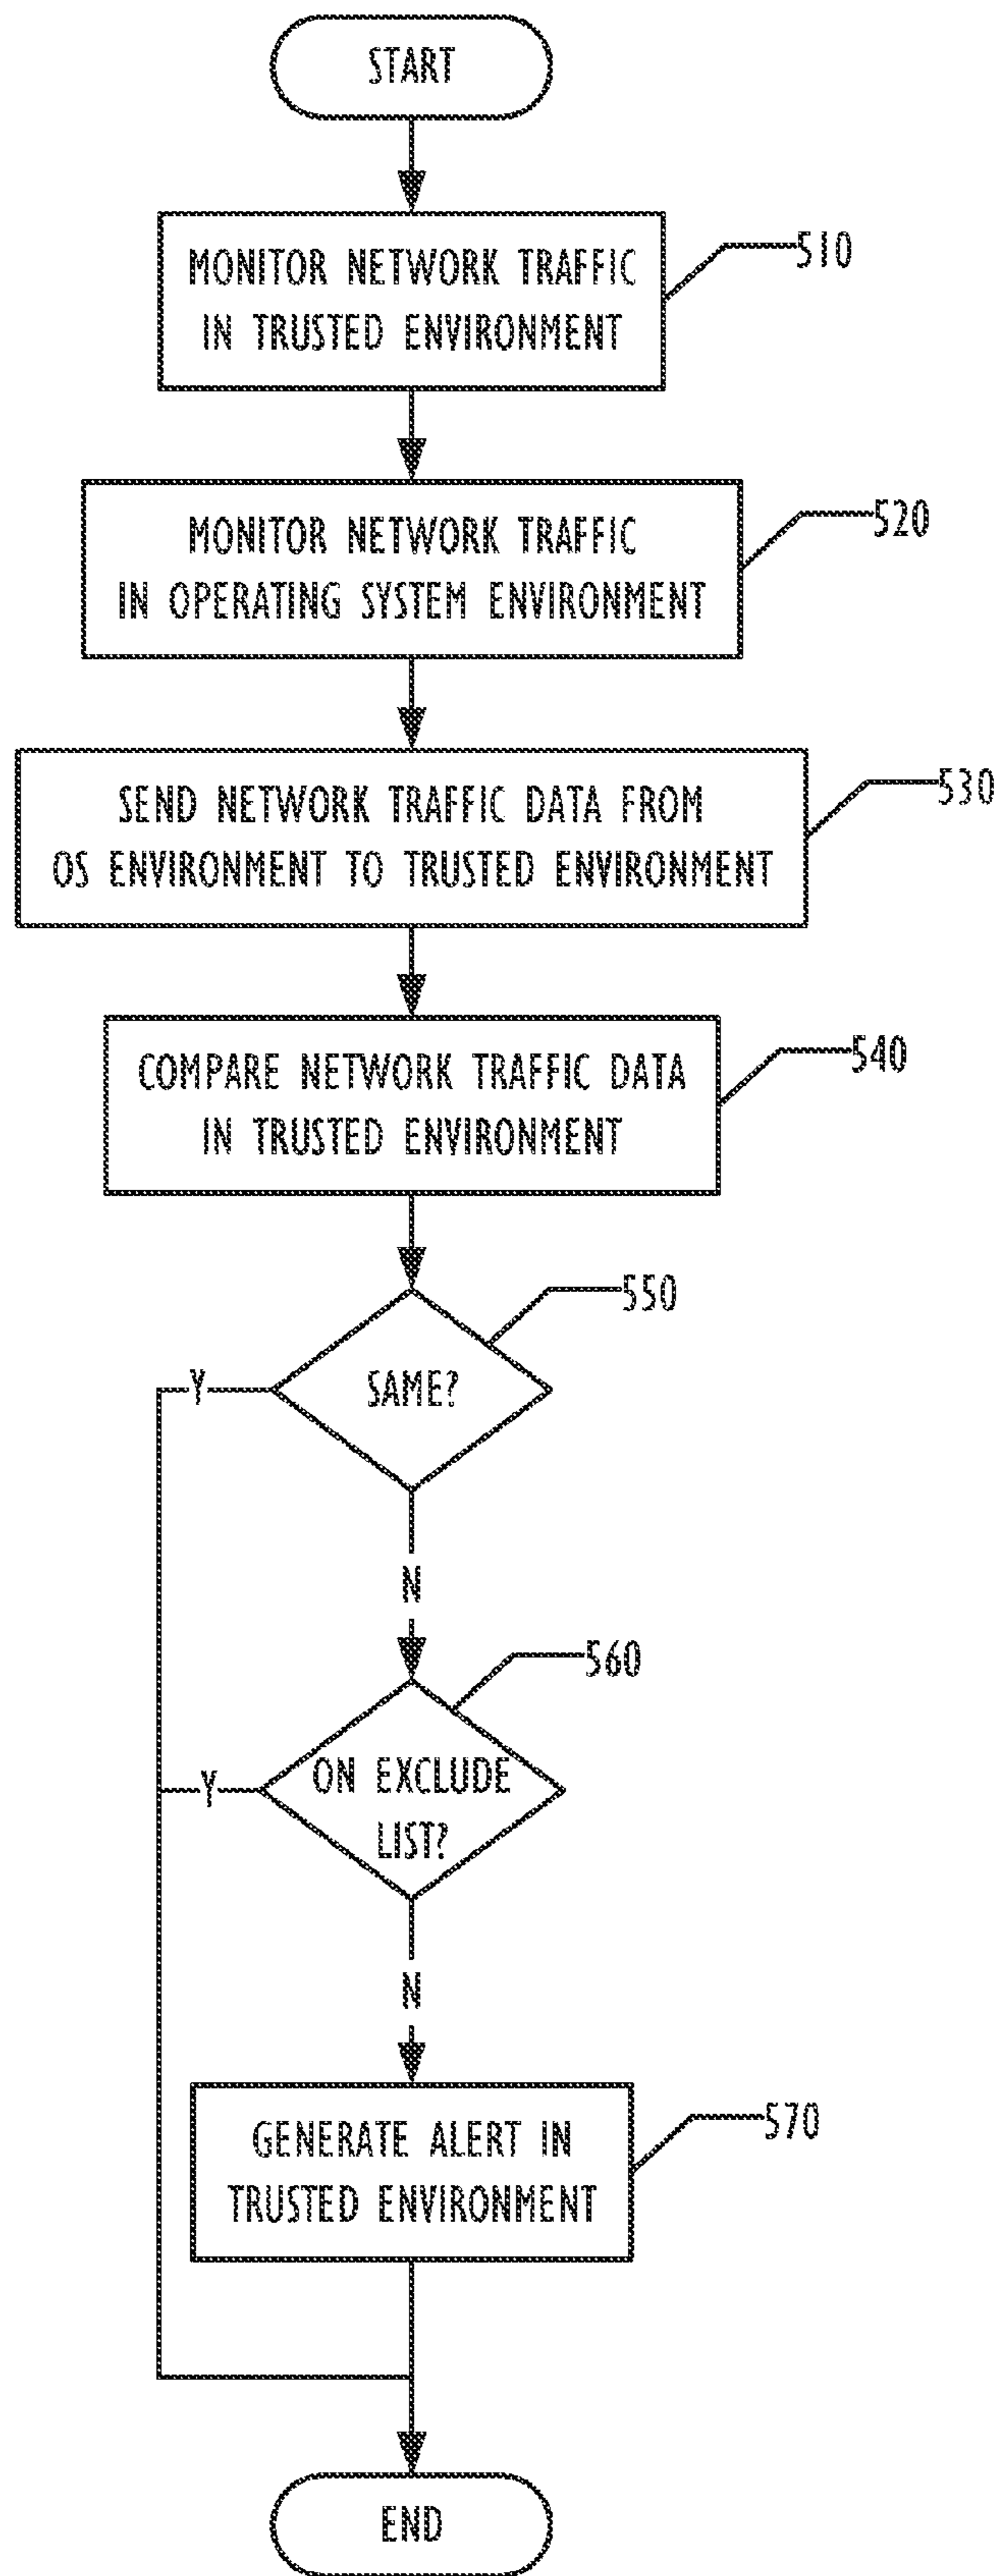 START
MONITOR NETWORK TRAFFIC
IN TRUSTED ENVIRONMENT
510
MONITOR NETWORK TRAFFIC
IN OPERATING SYSTEM ENVIRONMENT
520
SEND NETWORK TRAFFIC DATA FROM
OS ENVIRONMENT TO TRUSTED ENVIRONMENT
530
COMPARE NETWORK TRAFFIC DATA
IN TRUSTED ENVIRONMENT
540
550
Y
SAME?
N
560
Y
ON EXCLUDE
LIST?
N
GENERATE ALERT IN
TRUSTED ENVIRONMENT
570
END